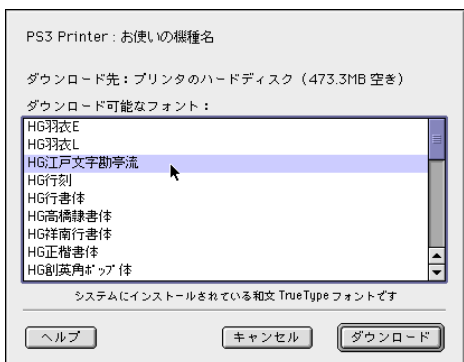 PS3 Printer : お使いの機種名
ダウンロード先：プリンタのハードディスク（473.3MB 空き）
ダウンロード可能なフォント：
HG羽衣E
HG羽衣L
HG江戸文字勘亭流
HG行刻
HG行書体
HG高橋隷書体
HG祥南行書体
HG正楷書体
HG創英角ﾎﾟｯﾌﾟ体
システムにインストールされている和文 TrueType フォントです
ヘルプ
キャンセル
ダウンロード